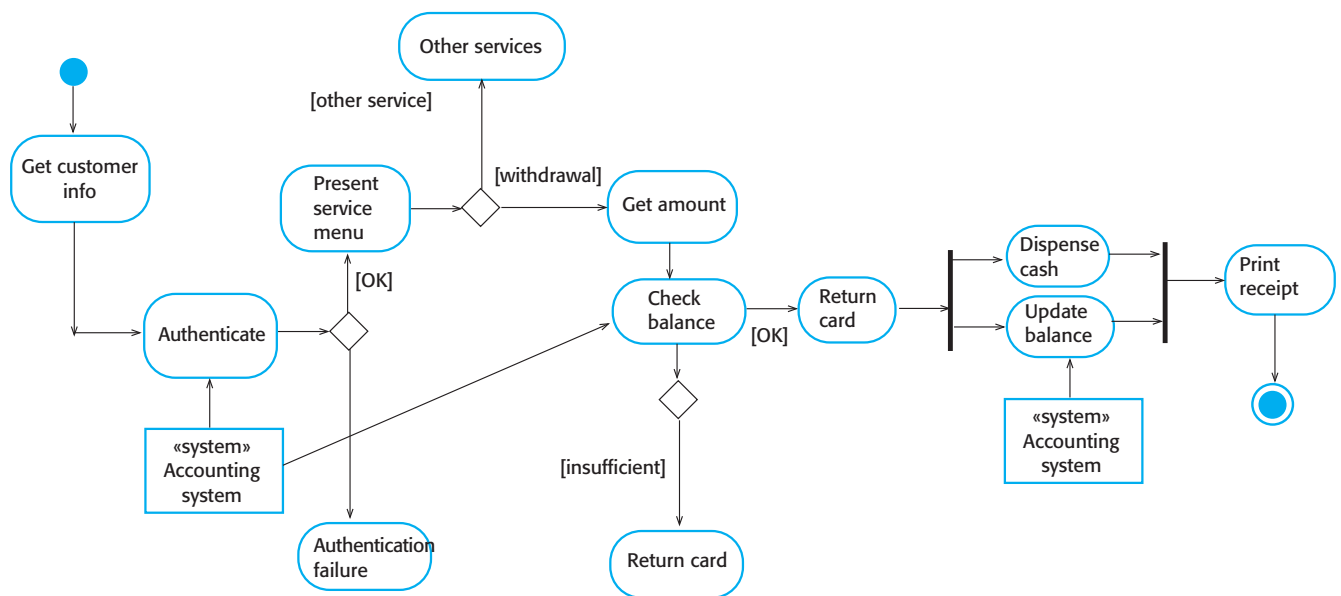 Other services
[other service]
Get customer
info
Present
service
menu
[withdrawal]
Get amount
Dispense
cash
Print
receipt
[OK]
Authenticate
Check
balance
[OK]
Return
card
Update
balance
«system»
Accounting
system
[insufficient]
«system»
Accounting
system
Authentication
failure
Return card